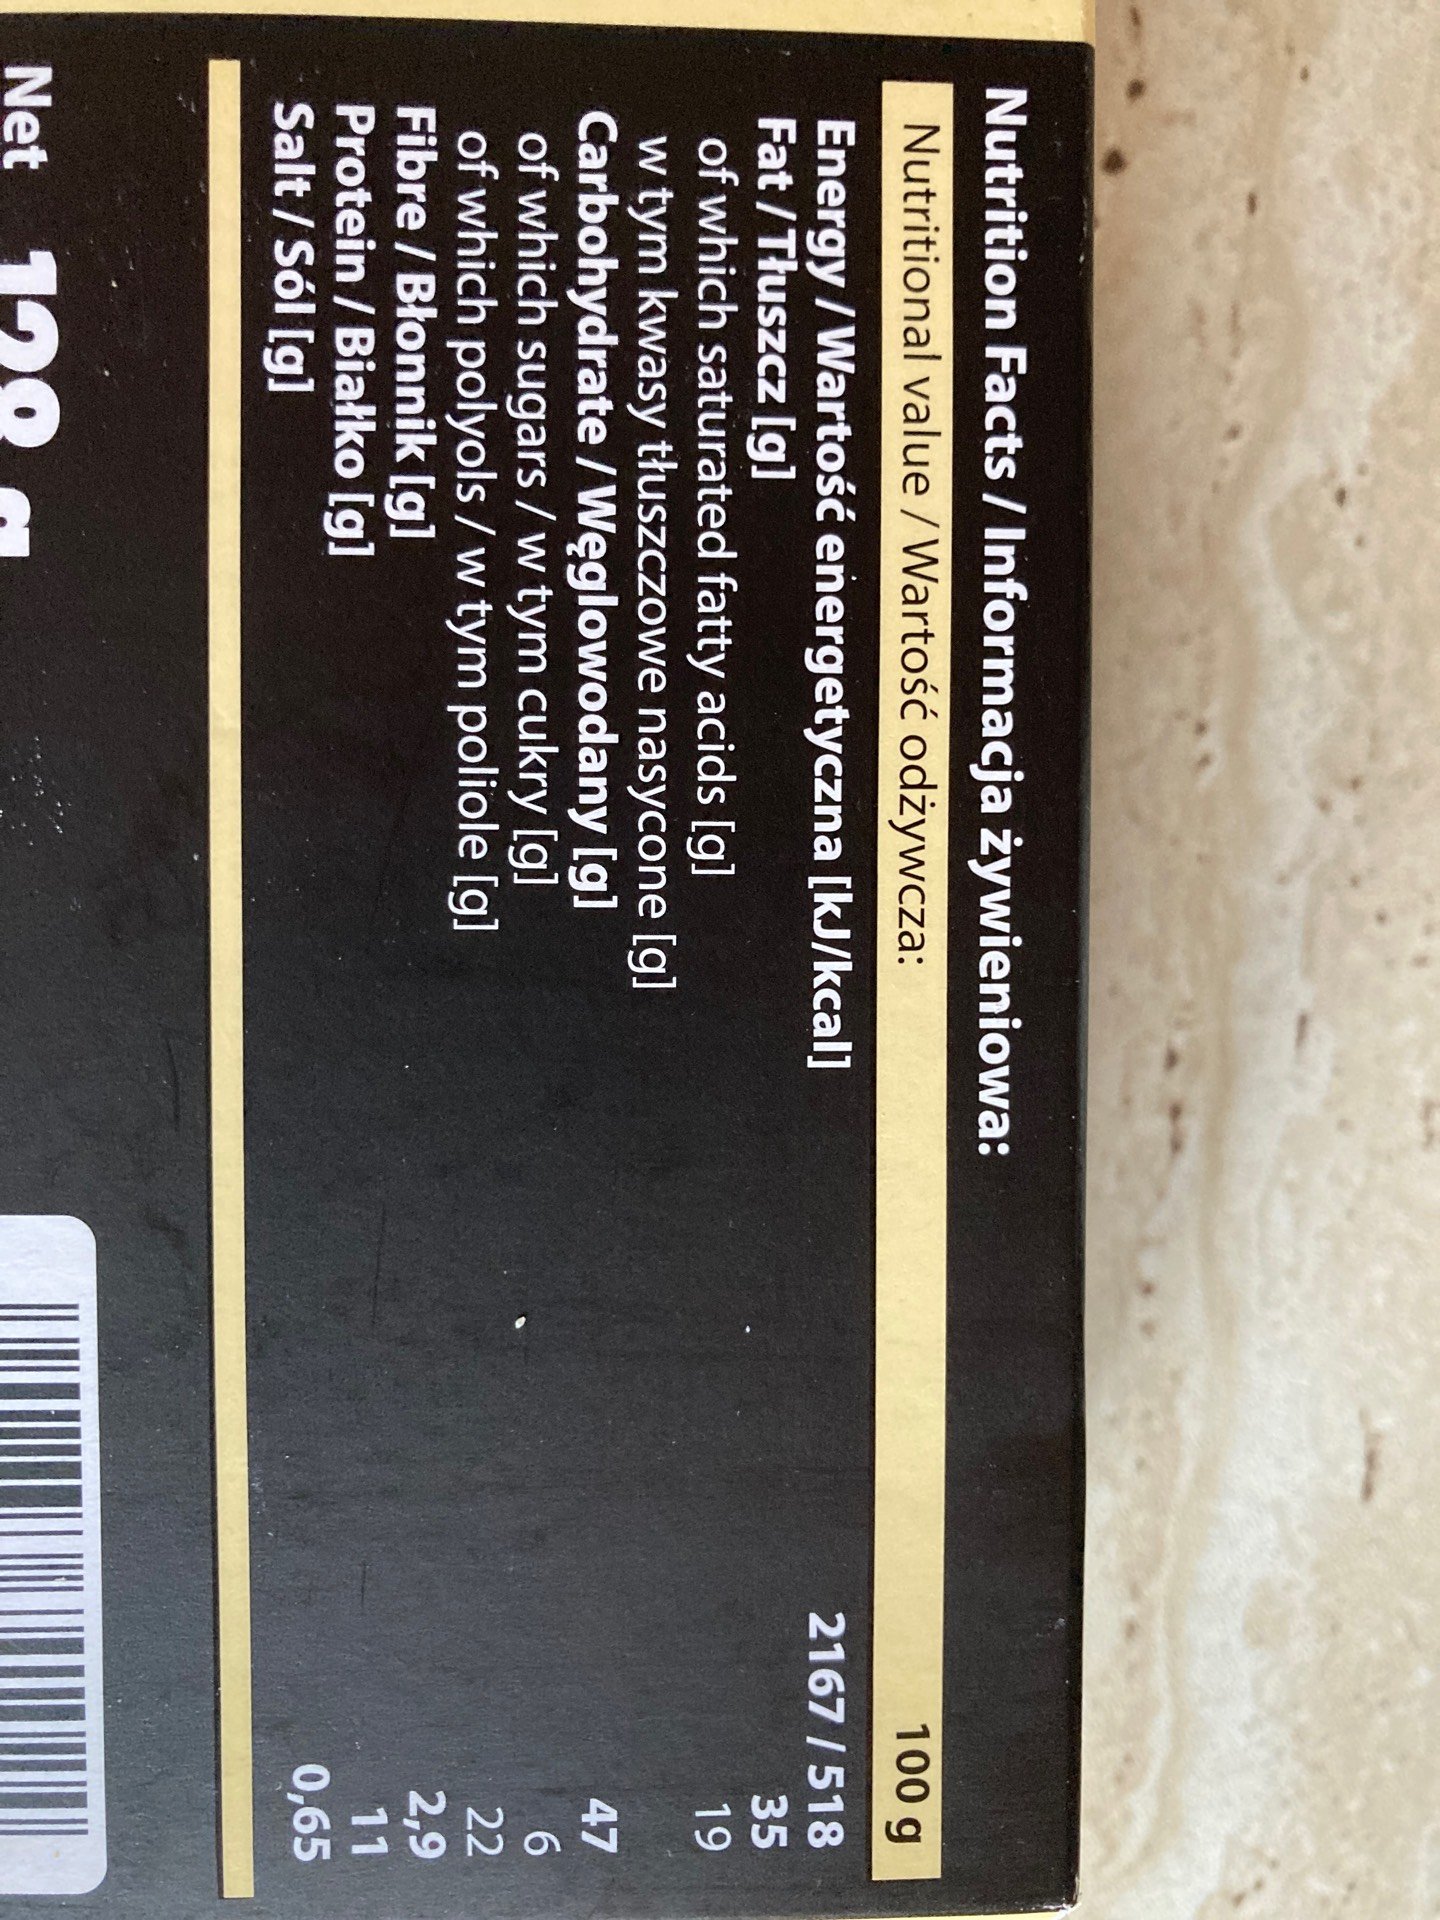 Nutrition Facts / Informacja żywieniowa:
Nutritional value / Wartość odżywcza: 100 g
Energy / Wartość energetyczna [kJ/kcal] 2167 / 518
Fat / Tłuszcz [g] 35
of which saturated fatty acids [g] 19
w tym kwasy tłuszczowe nasycone [g]
Carbohydrate / Węglowodany [g] 47
of which sugars / w tym cukry [g] 6
of which polyols / w tym poliole [g] 22
Fibre / Błonnik [g] 2,9
Protein / Białko [g] 11
Salt / Sól [g] 0,65
Net 128 g